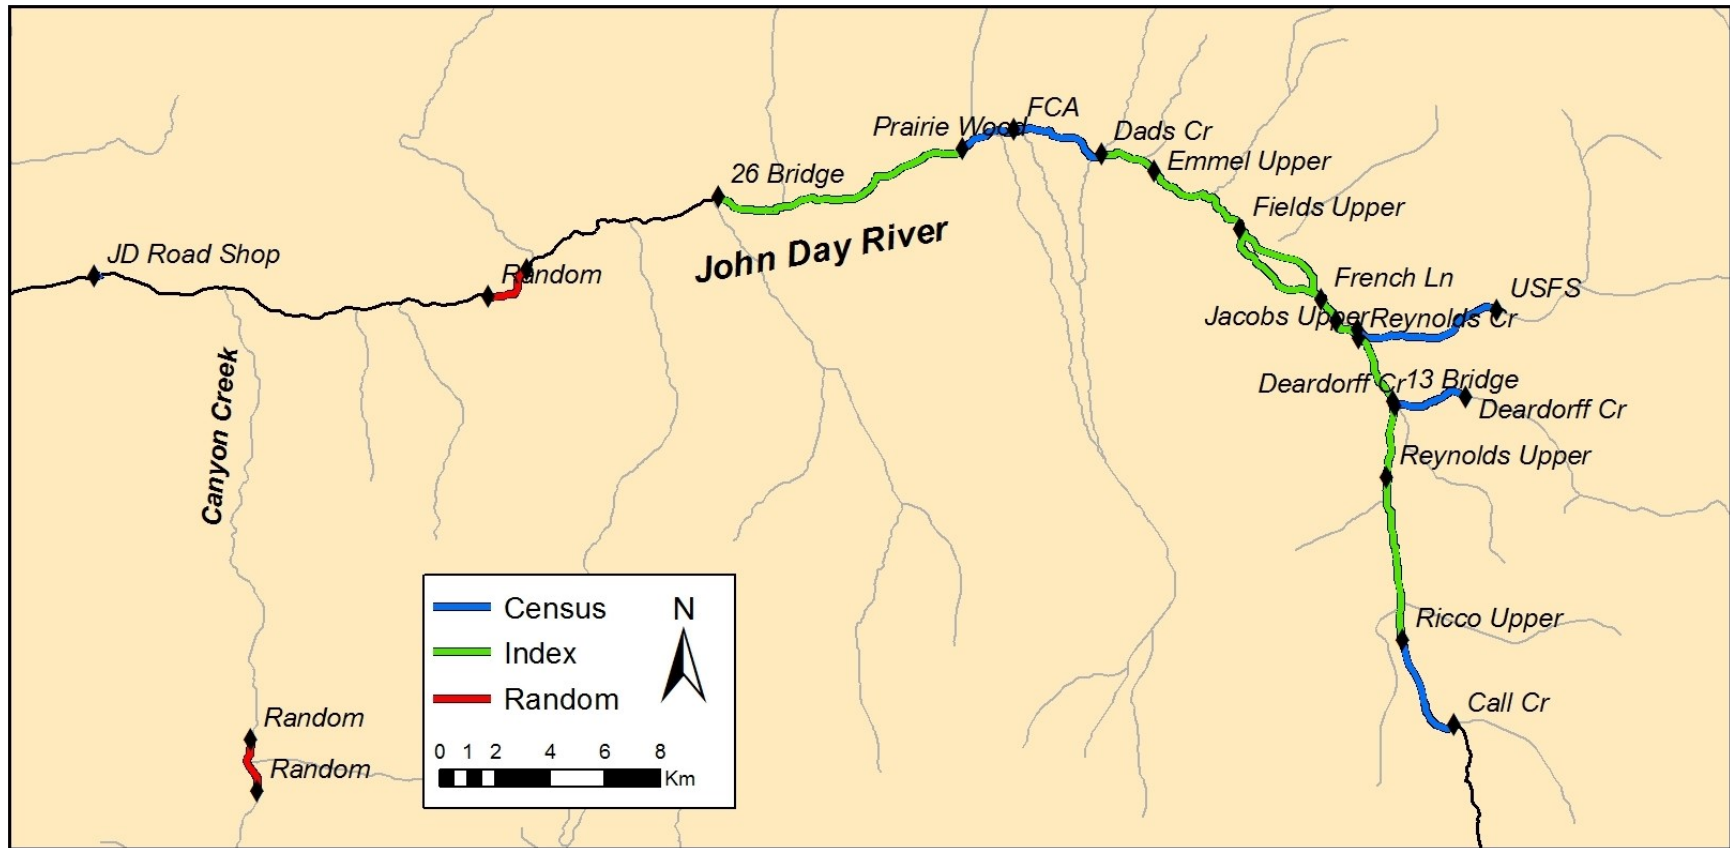 FCA
Prairie Wood
Dads Cr
Emmel Upper
26 Bridge
Fields Upper
John Day River
JD Road Shop
Random
French Ln
USFS
Jacobs Upper
Reynolds Cr
Canyon Creek
Deardorff Cr
13 Bridge
Deardorff Cr
Reynolds Upper
Ricco Upper
Call Cr
Random
Random
Census
Index
Random
N
0 1 2 4 6 8
Km